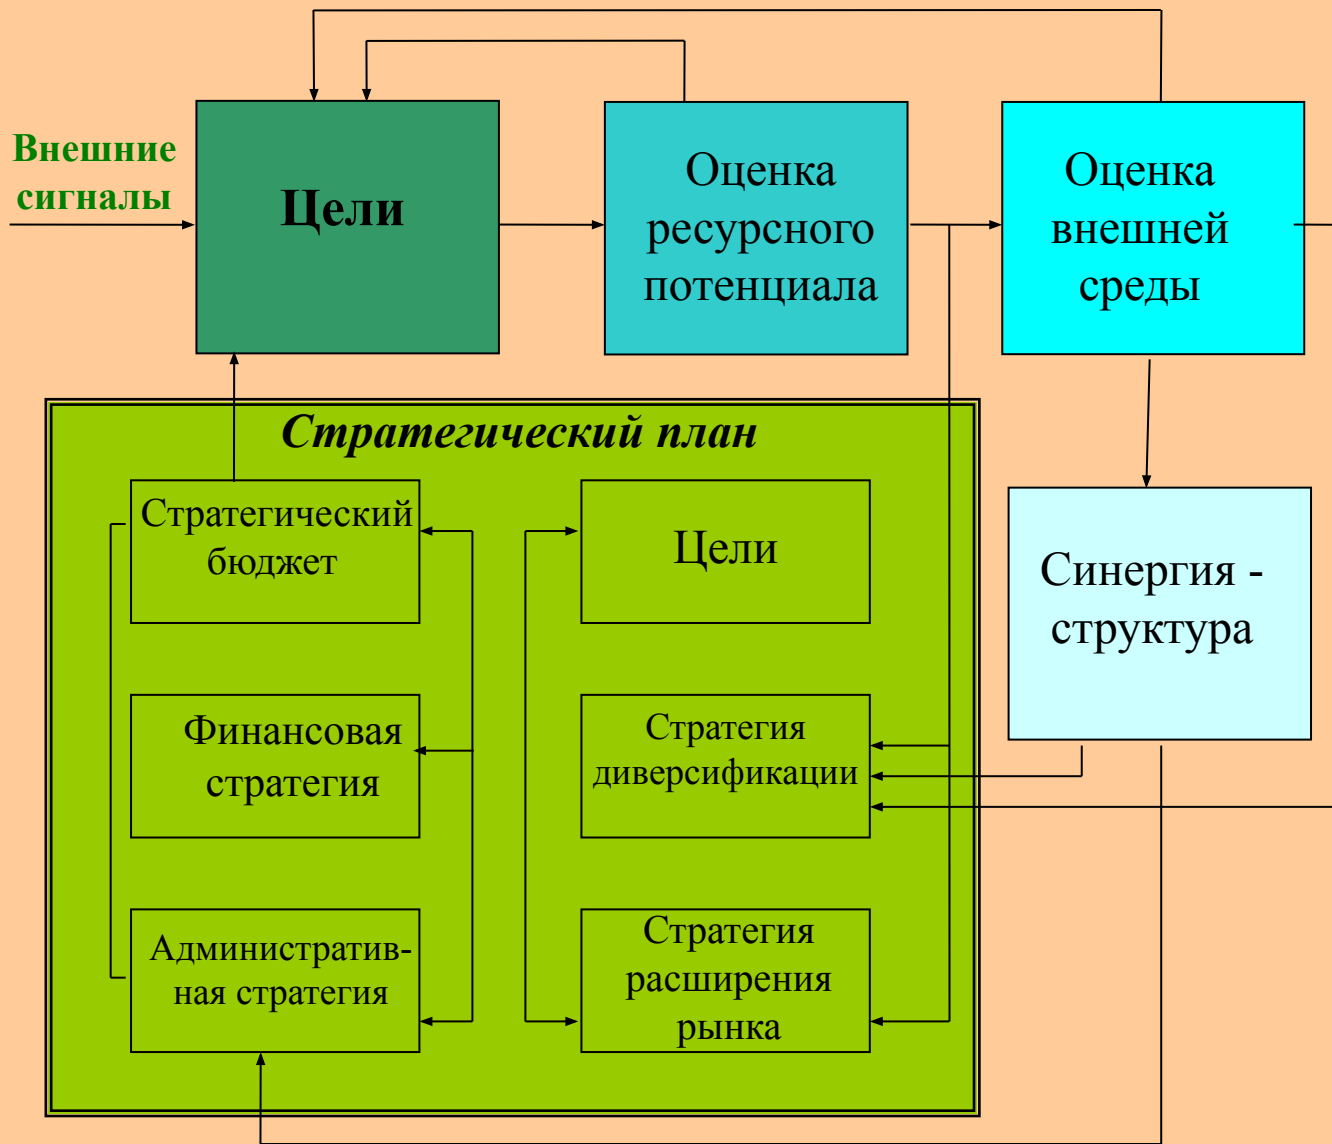 Внешние
сигналы
Цели
Оценка
ресурсного
потенциала
Оценка
внешней
среды
Стратегический план
Стратегический
бюджет
Цели
Синергия -
структура
Финансовая
стратегия
Стратегия
диверсификации
Административ-
ная стратегия
Стратегия
расширения
рынка